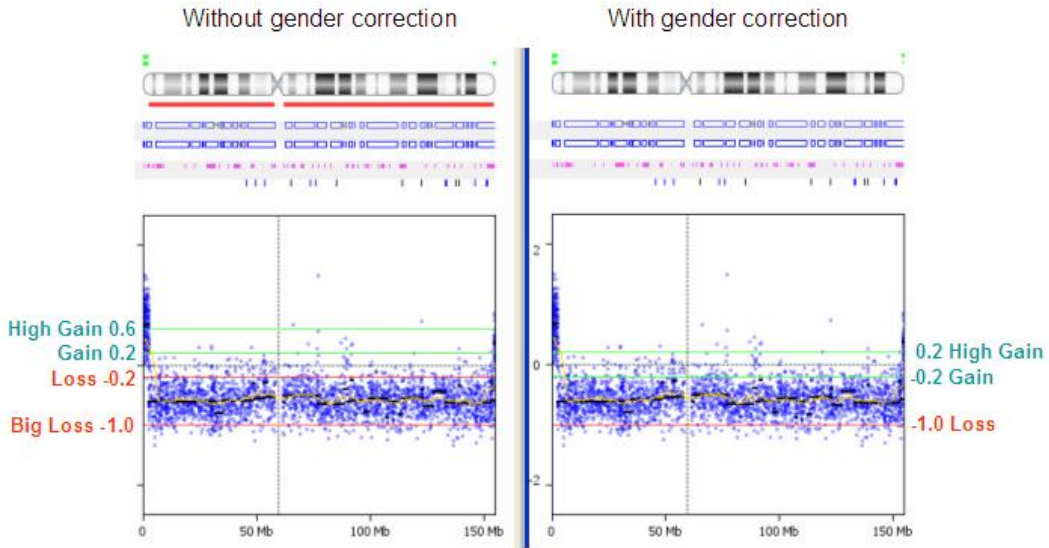 Without gender correction
With gender correction
High Gain 0.6
Gain 0.2
Loss -0.2
Big Loss -1.0
0
50 Mb
100 Mb
150 Mb
2
0
-2
0.2 High Gain
-0.2 Gain
-1.0 Loss
0
50 Mb
100 Mb
150 Mb